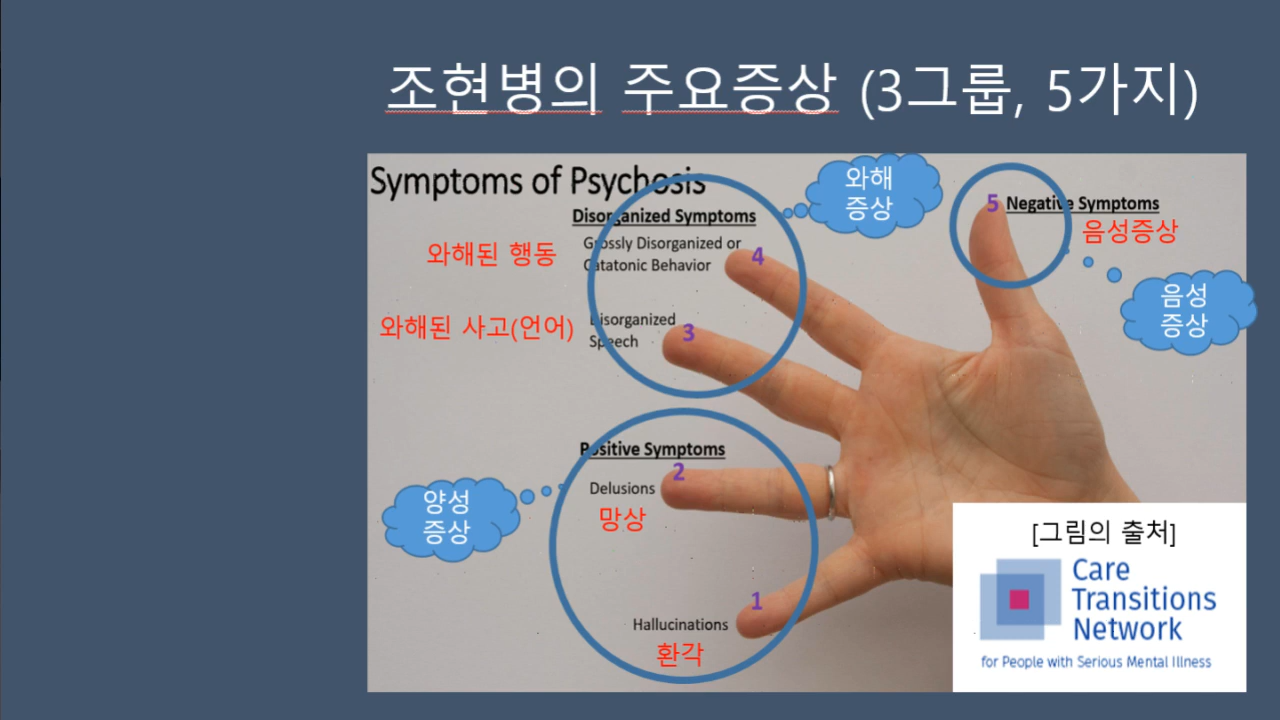 조현병의 주요증상 (3그룹, 5가지)
Symptoms of Psychosis
와해
증상
Disorganized Symptoms
와해된 행동
Grossly Disorganized or
Catatonic Behavior
4
와해된 사고(언어)
Disorganized
Speech
3
5
Negative Symptoms
음성증상
음성
증상
Positive Symptoms
2
Delusions
망상
양성
증상
1
Hallucinations
환각
[그림의 출처]
Care
Transitions
Network
for People with Serious Mental Illness